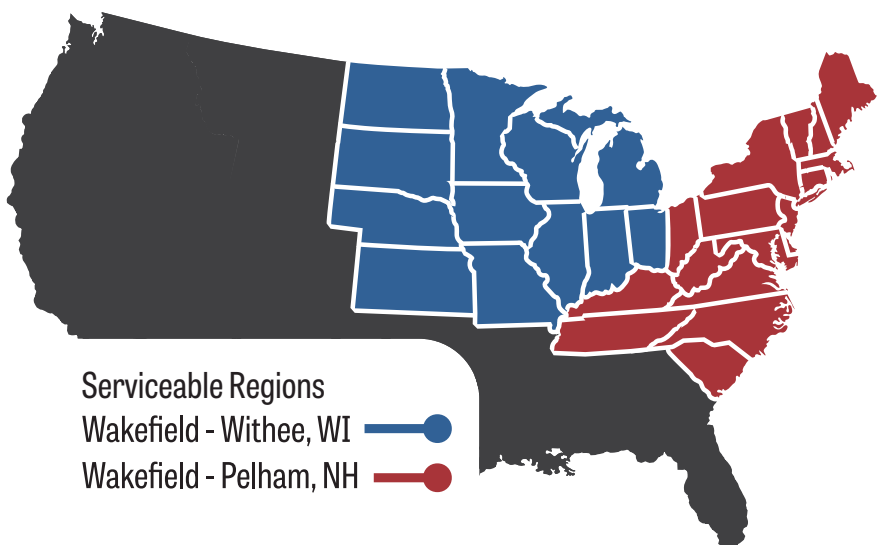 Serviceable Regions
Wakefield - Withee, WI
Wakefield - Pelham, NH